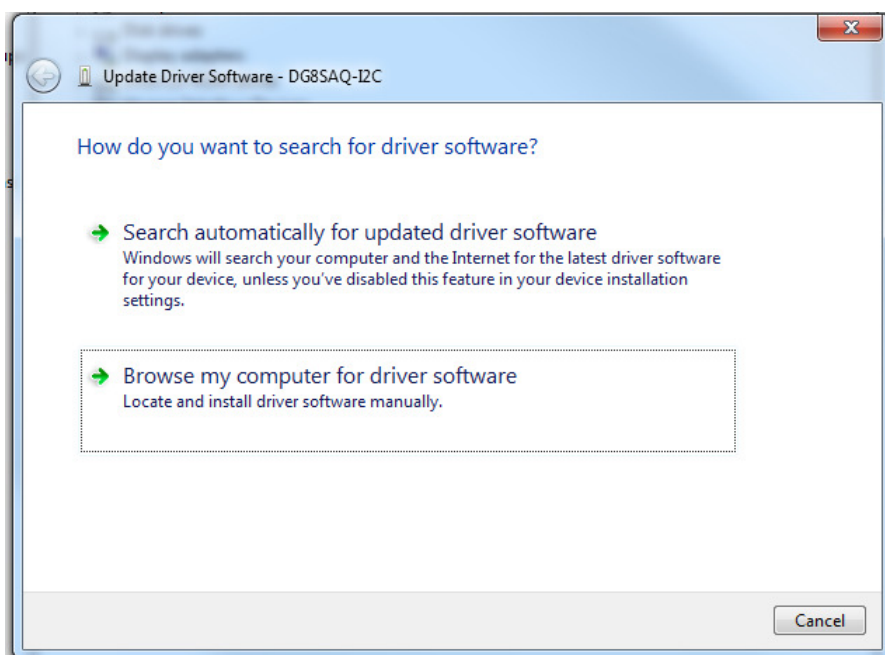 Update Driver Software - DG8SAQ-I2C
How do you want to search for driver software?
Search automatically for updated driver software
Windows will search your computer and the Internet for the latest driver software
for your device, unless you've disabled this feature in your device installation
settings.
Browse my computer for driver software
Locate and install driver software manually.
Cancel